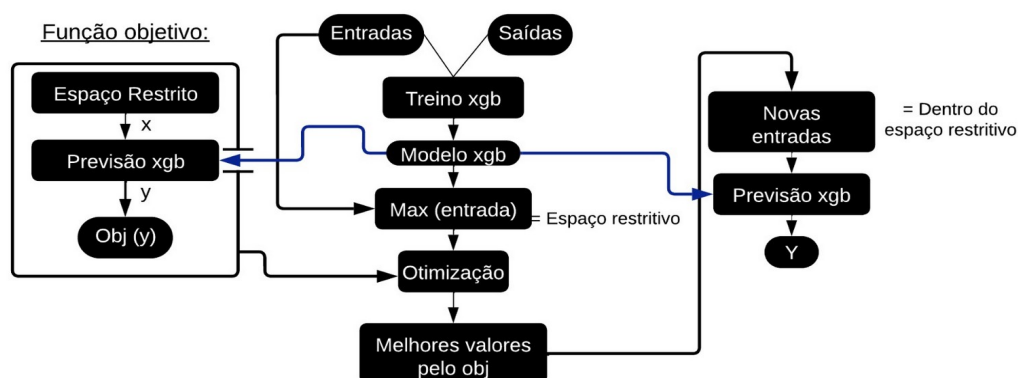 Função objetivo:
Espaço Restrito
x
Previsão xgb
y
Obj (y)
Entradas
Saídas
Treino xgb
Modelo xgb
Max (entrada)
= Espaço restritivo
Otimização
Melhores valores
pelo obj
Novas
entradas
= Dentro do
espaço restritivo
Previsão xgb
Y